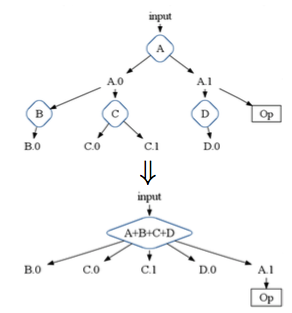 input
A
A.0 A.1
B C D Op
B.0 C.0 C.1 D.0
input
A+B+C+D
B.0 C.0 C.1 D.0 A.1
Op